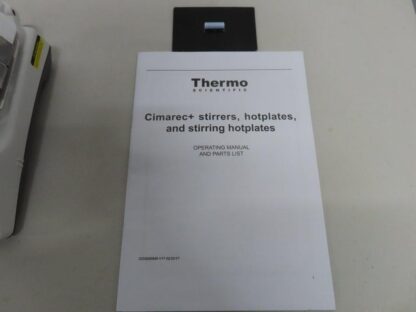 Thermo
SCIENTIFIC
Cimarec+ stirrers, hotplates,
and stirring hotplates
OPERATING MANUAL
AND PARTS LIST